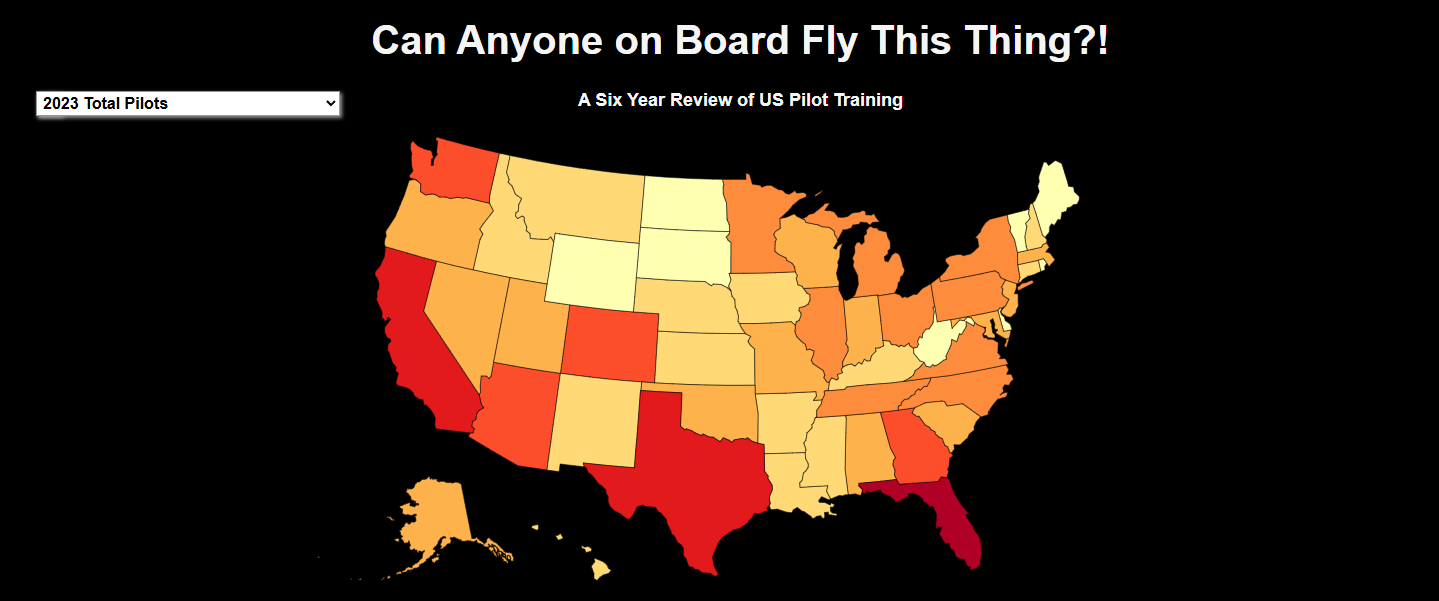 Can Anyone on Board Fly This Thing?!
2023 Total Pilots
A Six Year Review of US Pilot Training